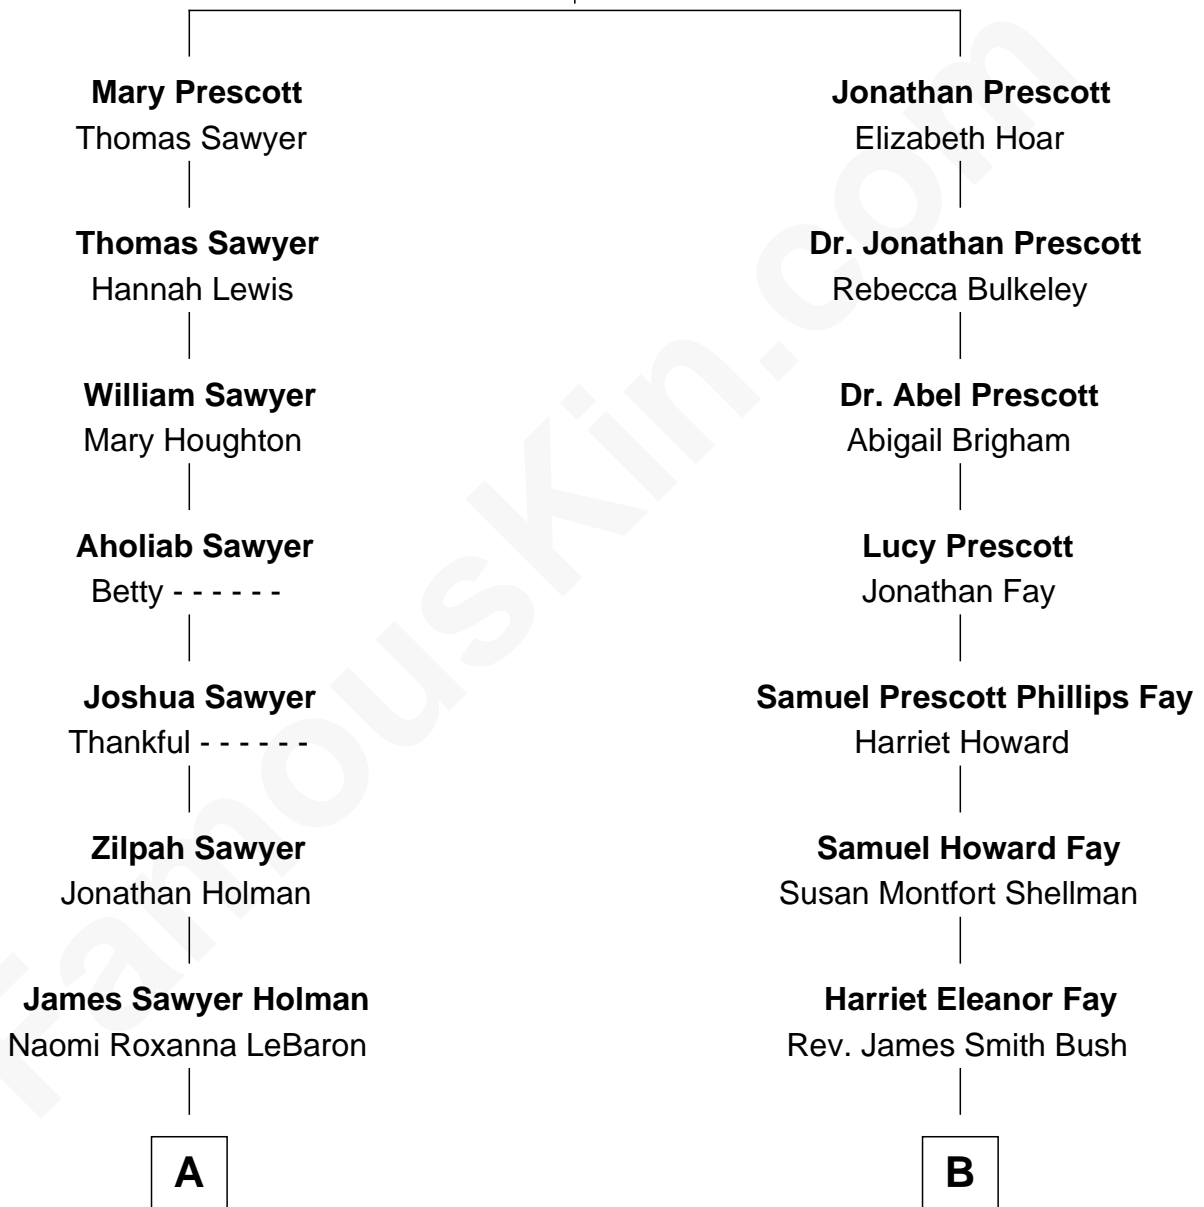 Mary Prescott
Thomas Sawyer
Thomas Sawyer
Hannah Lewis
William Sawyer
Mary Houghton
Aholiab Sawyer
Betty - - - - - -
Joshua Sawyer
Thankful - - - - - -
Zilpah Sawyer
Jonathan Holman
James Sawyer Holman
Naomi Roxanna LeBaron
A
Jonathan Prescott
Elizabeth Hoar
Dr. Jonathan Prescott
Rebecca Bulkeley
Dr. Abel Prescott
Abigail Brigham
Lucy Prescott
Jonathan Fay
Samuel Prescott Phillips Fay
Harriet Howard
Samuel Howard Fay
Susan Montfort Shellman
Harriet Eleanor Fay
Rev. James Smith Bush
B
FamousKin.com